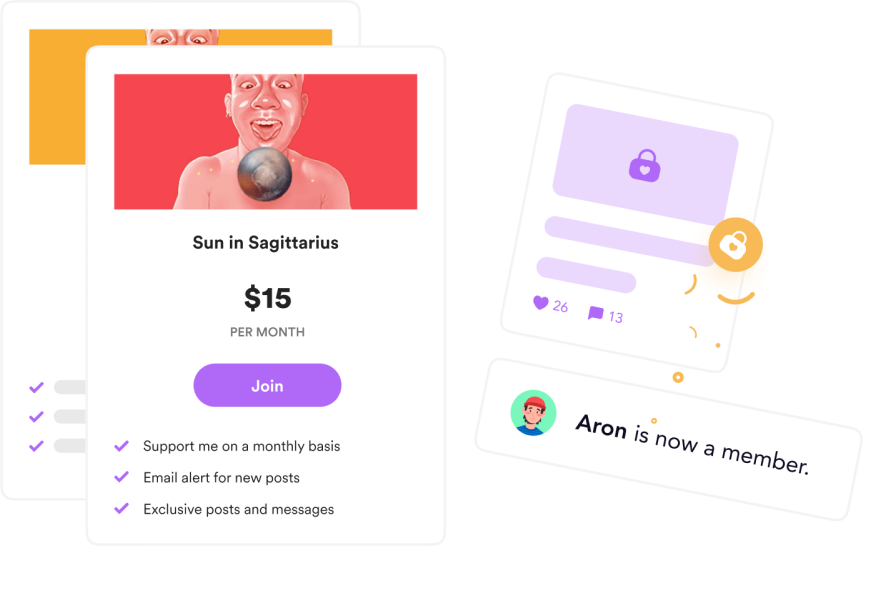 Sun in Sagittarius
$15
PER MONTH
Join
Support me on a monthly basis
Email alert for new posts
Exclusive posts and messages
26 13
Aron is now a member.